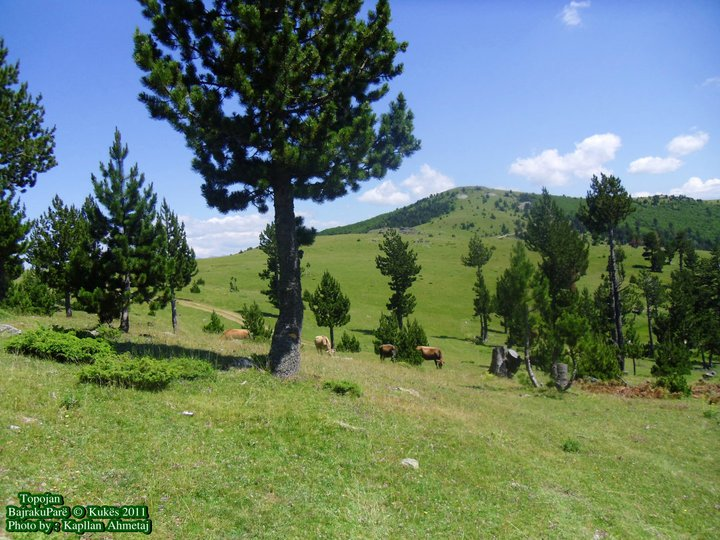 Topojan
BajrakuParë © Kukës 2011
Photo by : Kapllan Ahmetaj